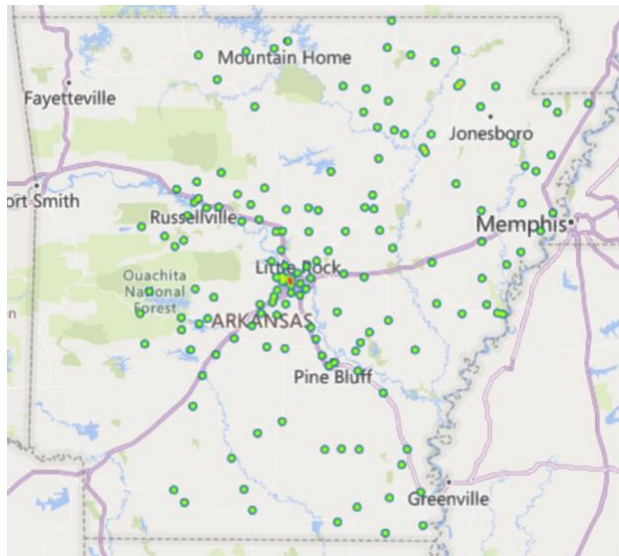 Mountain Home
Fayetteville
Jonesboro
ort Smith
Russellville
Memphis
Little Rock
Ouachita
National
Forest
ARKANSAS
Pine Bluff
Greenville